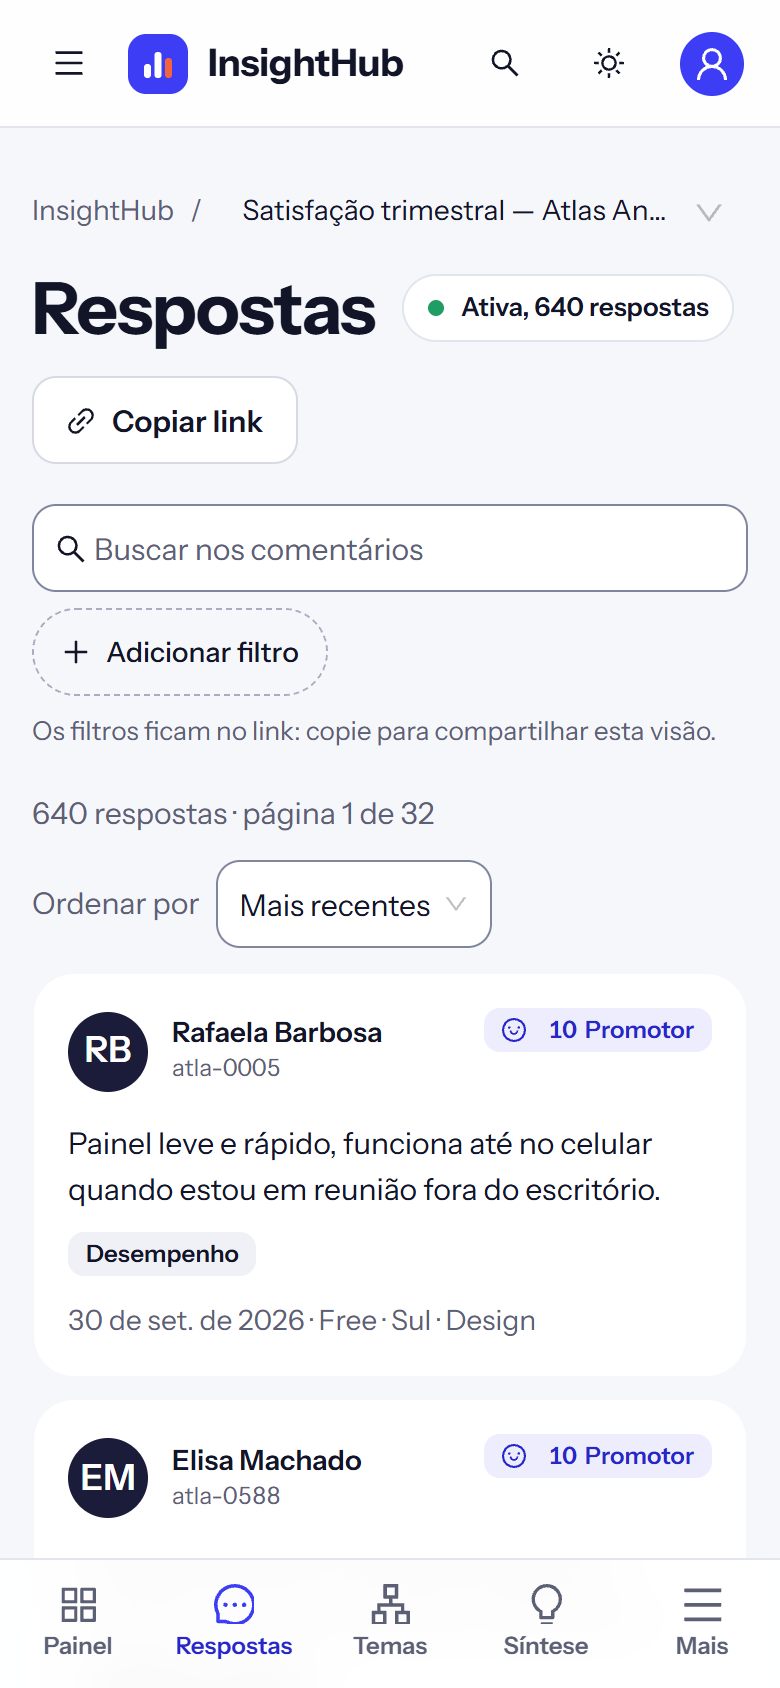 InsightHub
InsightHub / Satisfação trimestral — Atlas An...
Respostas
Ativa, 640 respostas
Copiar link
Buscar nos comentários
Adicionar filtro
Os filtros ficam no link: copie para compartilhar esta visão.
640 respostas · página 1 de 32
Ordenar por
Mais recentes
RB
Rafaela Barbosa
atla-0005
10 Promotor
Painel leve e rápido, funciona até no celular
quando estou em reunião fora do escritório.
Desempenho
30 de set. de 2026 · Free · Sul · Design
EM
Elisa Machado
atla-0588
10 Promotor
Painel
Respostas
Temas
Síntese
Mais